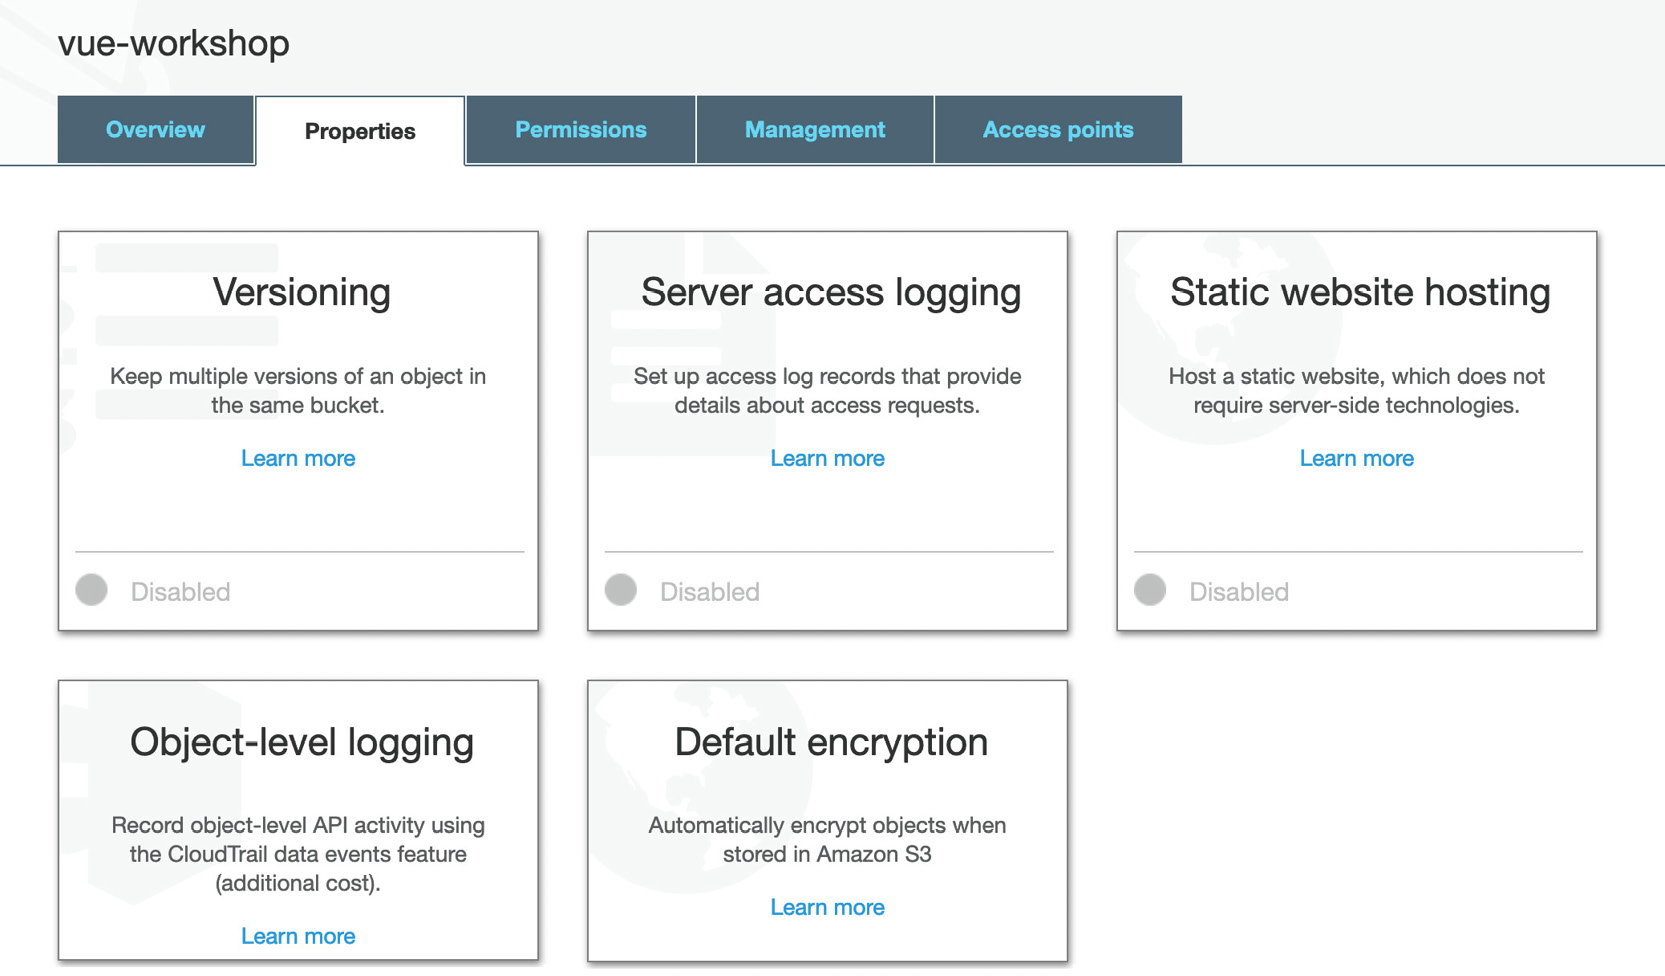 vue-workshop
Overview
Properties
Permissions
Management
Access points
Versioning
Keep multiple versions of an object in
the same bucket.
Learn more
Disabled
Server access logging
Set up access log records that provide
details about access requests.
Learn more
Disabled
Static website hosting
Host a static website, which does not
require server-side technologies.
Learn more
Disabled
Object-level logging
Record object-level API activity using
the CloudTrail data events feature
(additional cost).
Learn more
Default encryption
Automatically encrypt objects when
stored in Amazon S3
Learn more